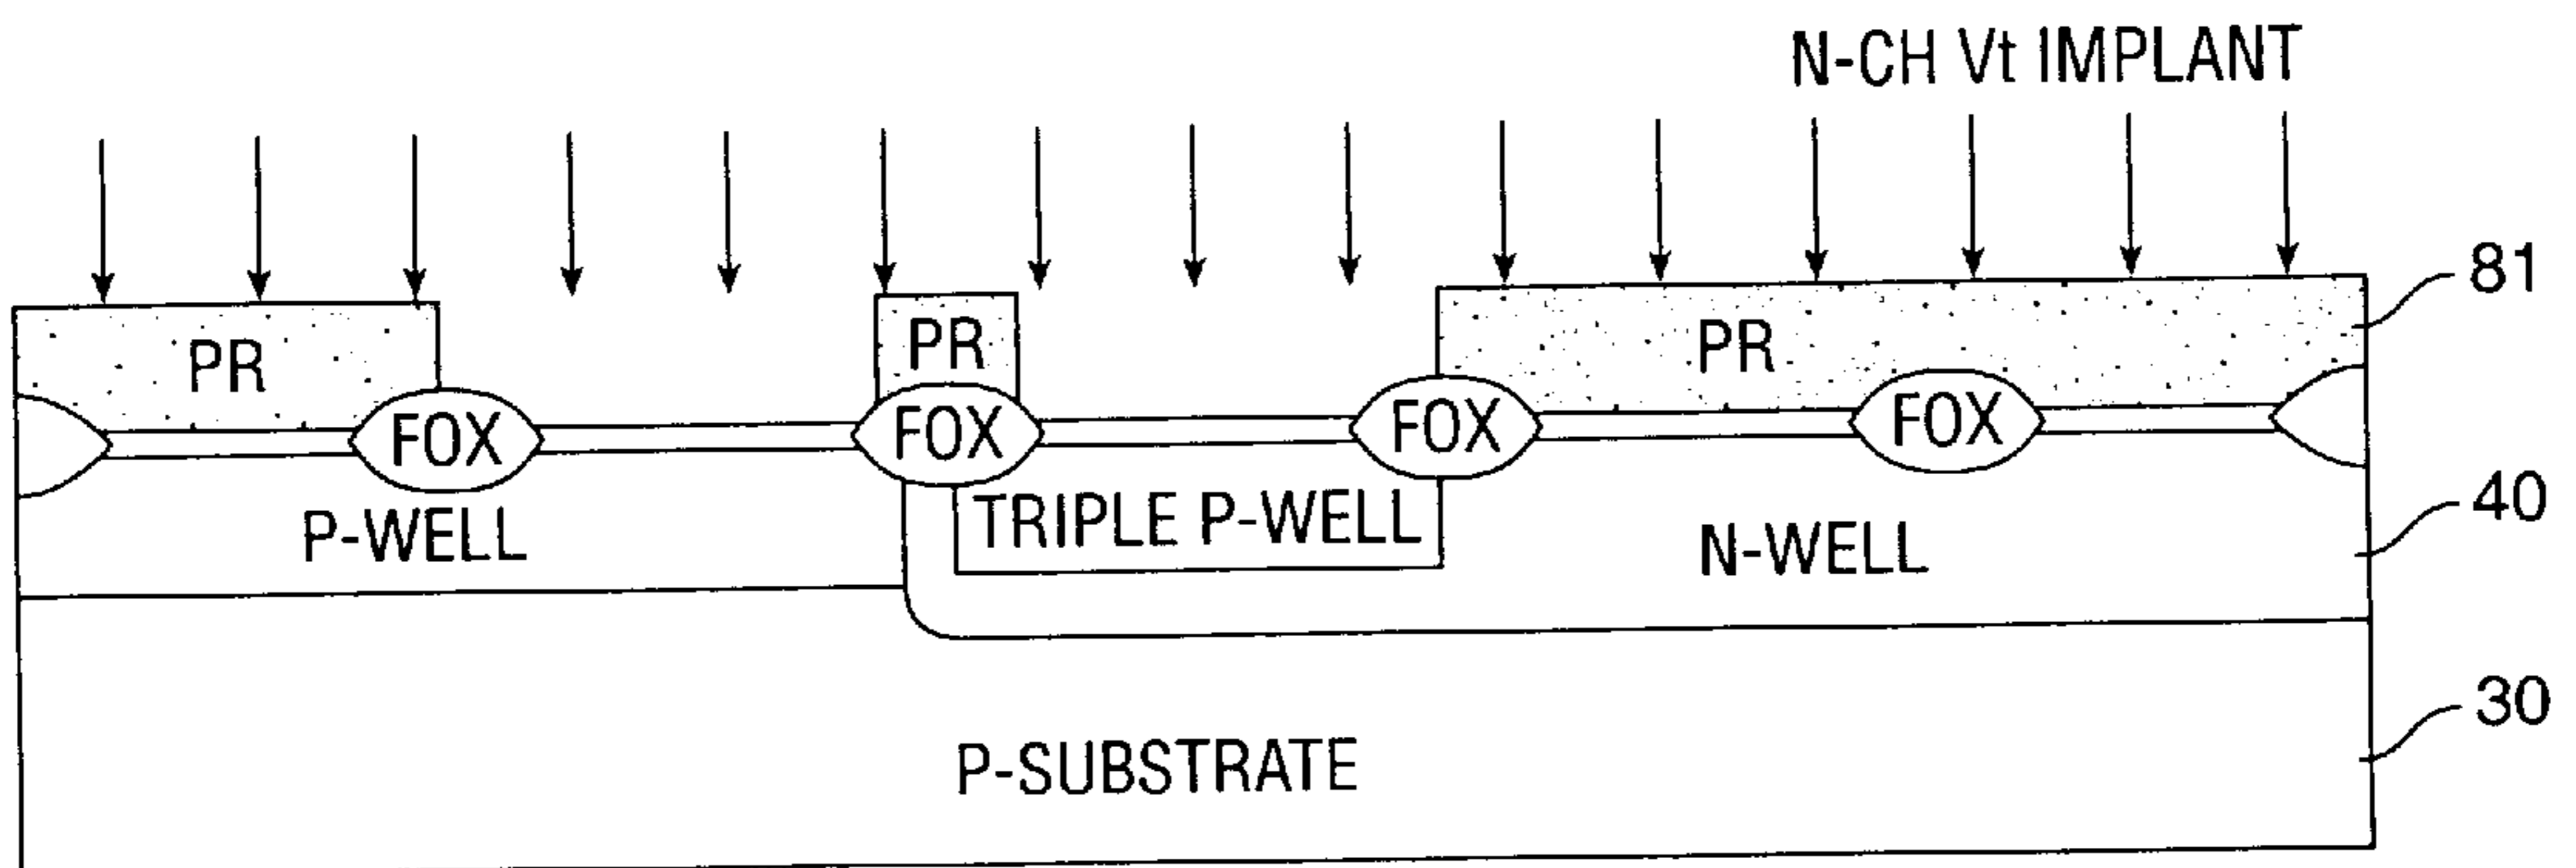 N-CH Vt IMPLANT
81
PR
PR
PR
FOX
FOX
FOX
FOX
40
P-WELL
TRIPLE P-WELL
N-WELL
30
P-SUBSTRATE